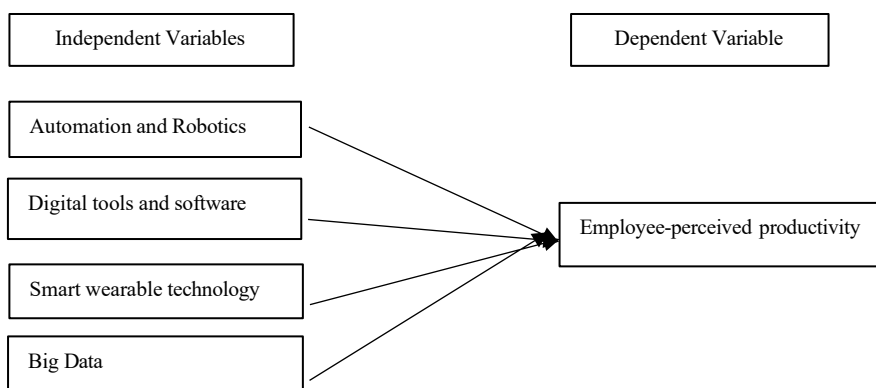 Independent Variables
Dependent Variable
Automation and Robotics
Digital tools and software
Employee-perceived productivity
Smart wearable technology
Big Data